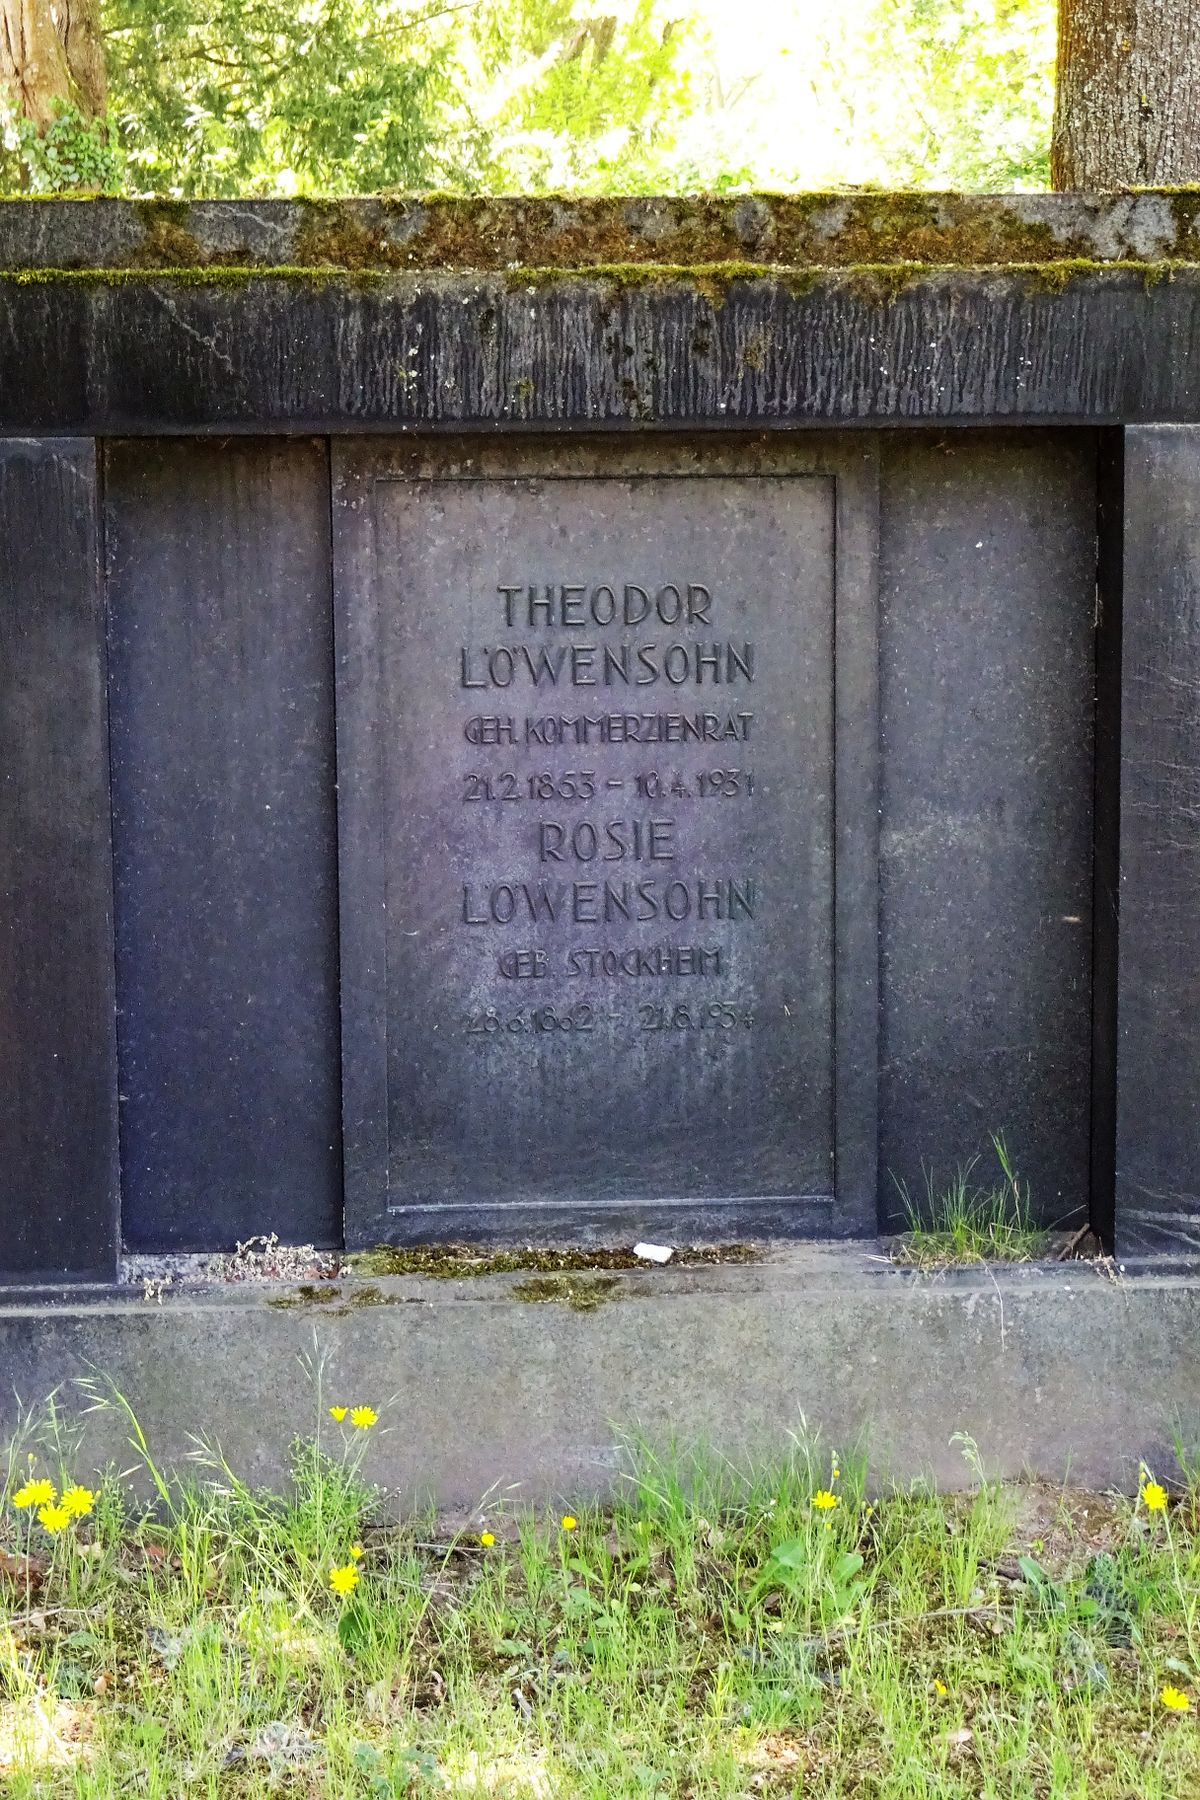 THEODOR
LÖWENSOHN
GEH. KOMMERZIENRAT
21.2.1853 – 10.4.1931
ROSIE
LÖWENSOHN
GEB. STOCKHEIM
28.6.1862 – 21.8.1934